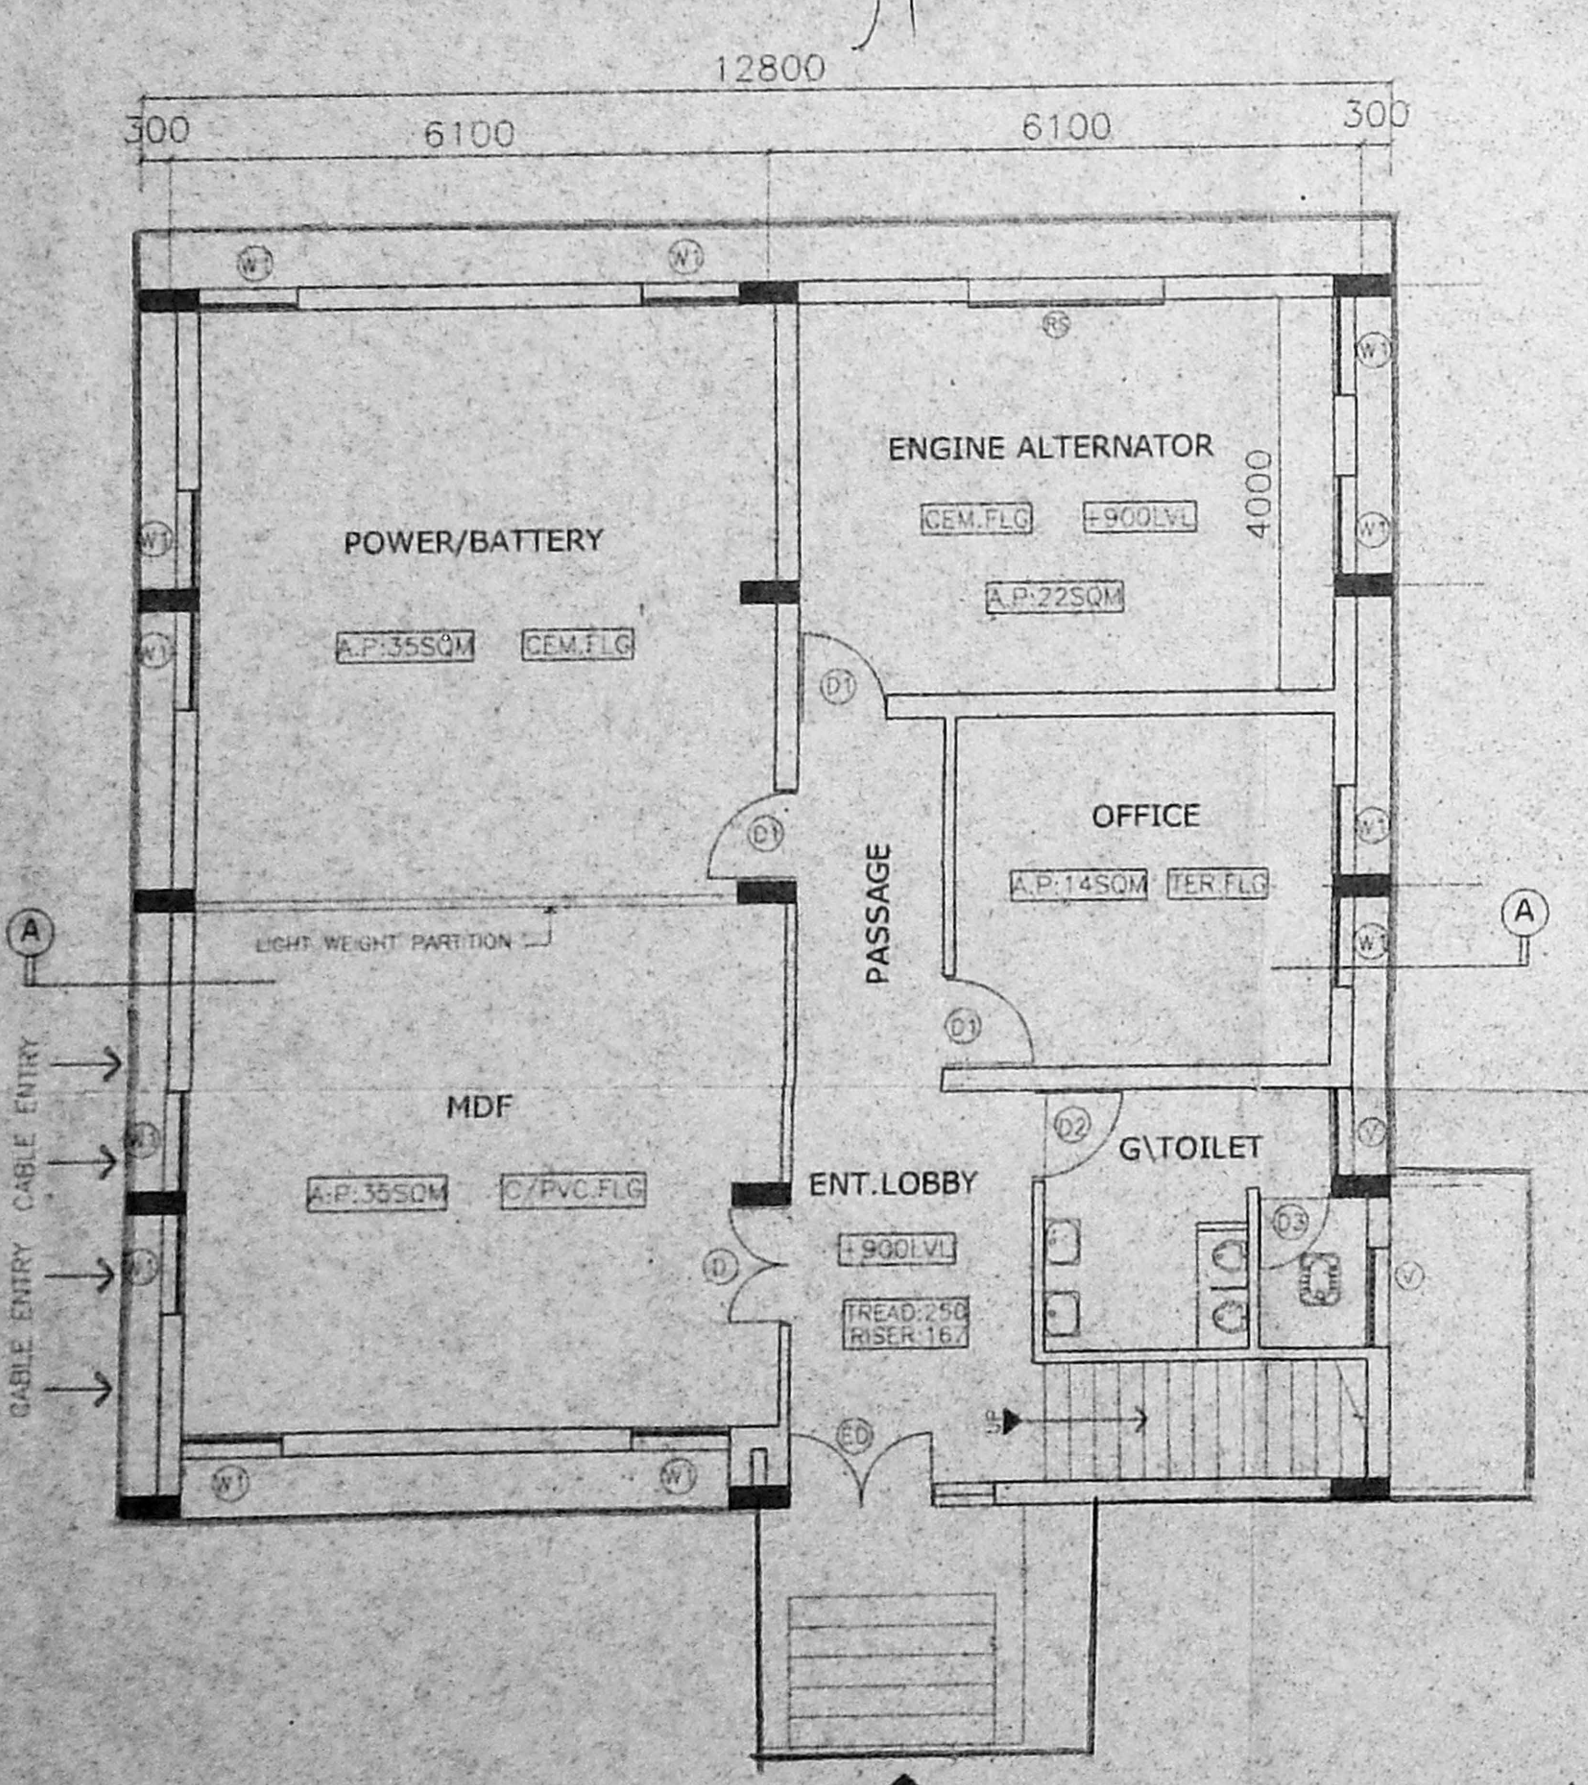 12800
300 6100 6100 300
W1 W1
RS
W1
ENGINE ALTERNATOR
4000
CEM.FLG +900LVL
W1 POWER/BATTERY W1
A.P:22SQM
W1 A.P:35SQM CEM.FLG
D1
OFFICE
D1 W1
A.P:14SQM TER.FLG
PASSAGE
A A
LIGHT WEIGHT PARTITION W1
D1
CABLE ENTRY CABLE ENTRY
MDF
W1 D2 G\TOILET V
A:P:35SQM C/PVC.FLG ENT.LOBBY
D3
+900LVL
W1 D V
TREAD:250
RISER:167
UP
ED
W1 W1